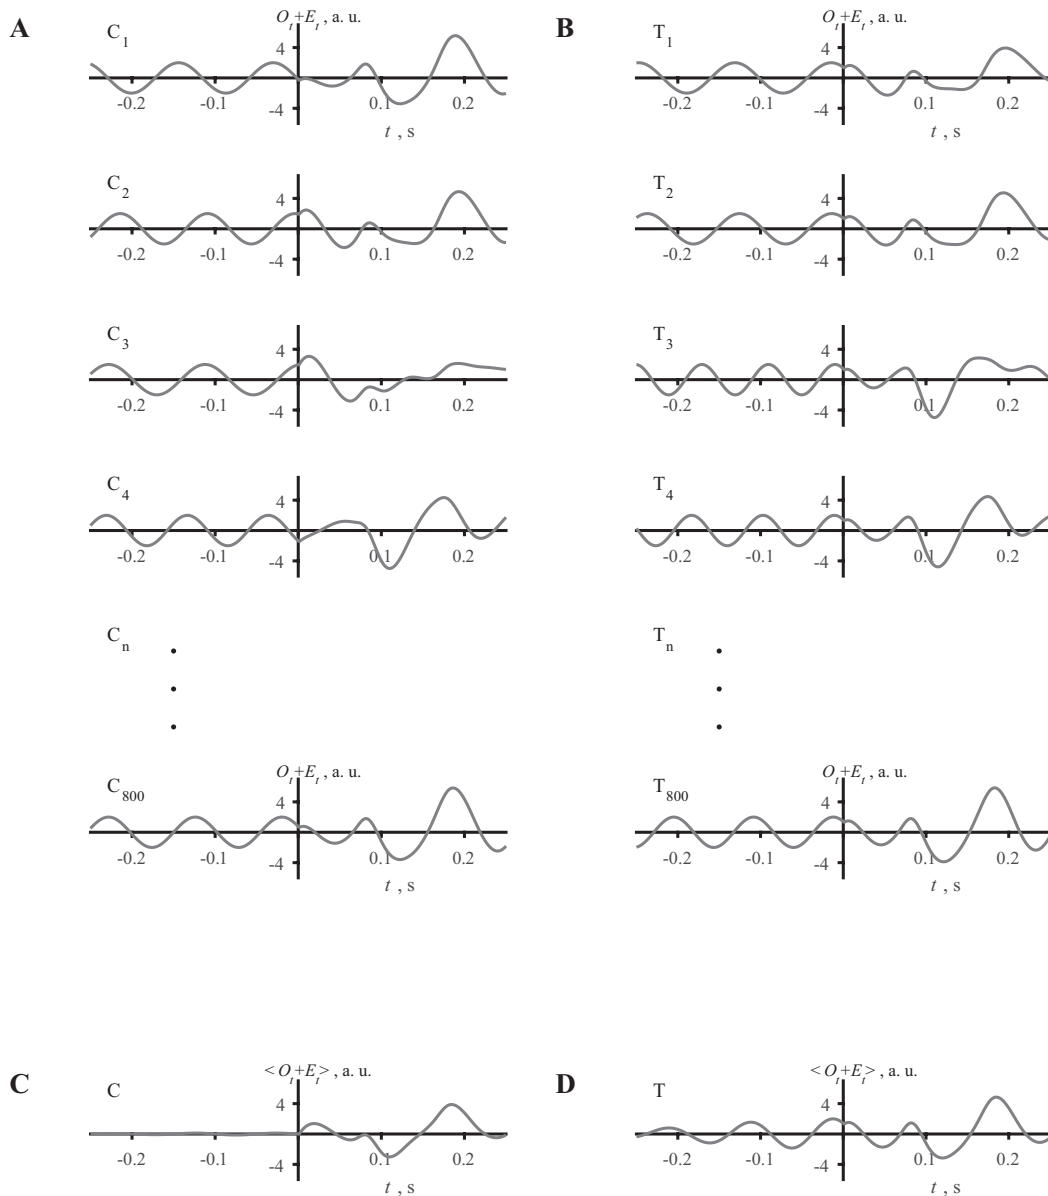 A B
C1 Ot+Et, a. u. T1 Ot+Et, a. u.
4 4
-0.2 -0.1 0.1 0.2 -0.2 -0.1 0.1 0.2
-4 -4
t, s t, s
C2 T2
4 4
-0.2 -0.1 0.1 0.2 -0.2 -0.1 0.1 0.2
-4 -4
C3 T3
4 4
-0.2 -0.1 0.1 0.2 -0.2 -0.1 0.1 0.2
-4 -4
C4 T4
4 4
-0.2 -0.1 0.1 0.2 -0.2 -0.1 0.1 0.2
-4 -4
Cn Tn
C800 Ot+Et, a. u. T800 Ot+Et, a. u.
4 4
-0.2 -0.1 0.1 0.2 -0.2 -0.1 0.1 0.2
-4 -4
t, s t, s
C D
C <Ot+Et>, a. u. T <Ot+Et>, a. u.
4 4
-0.2 -0.1 0.1 0.2 -0.2 -0.1 0.1 0.2
-4 -4
t, s t, s